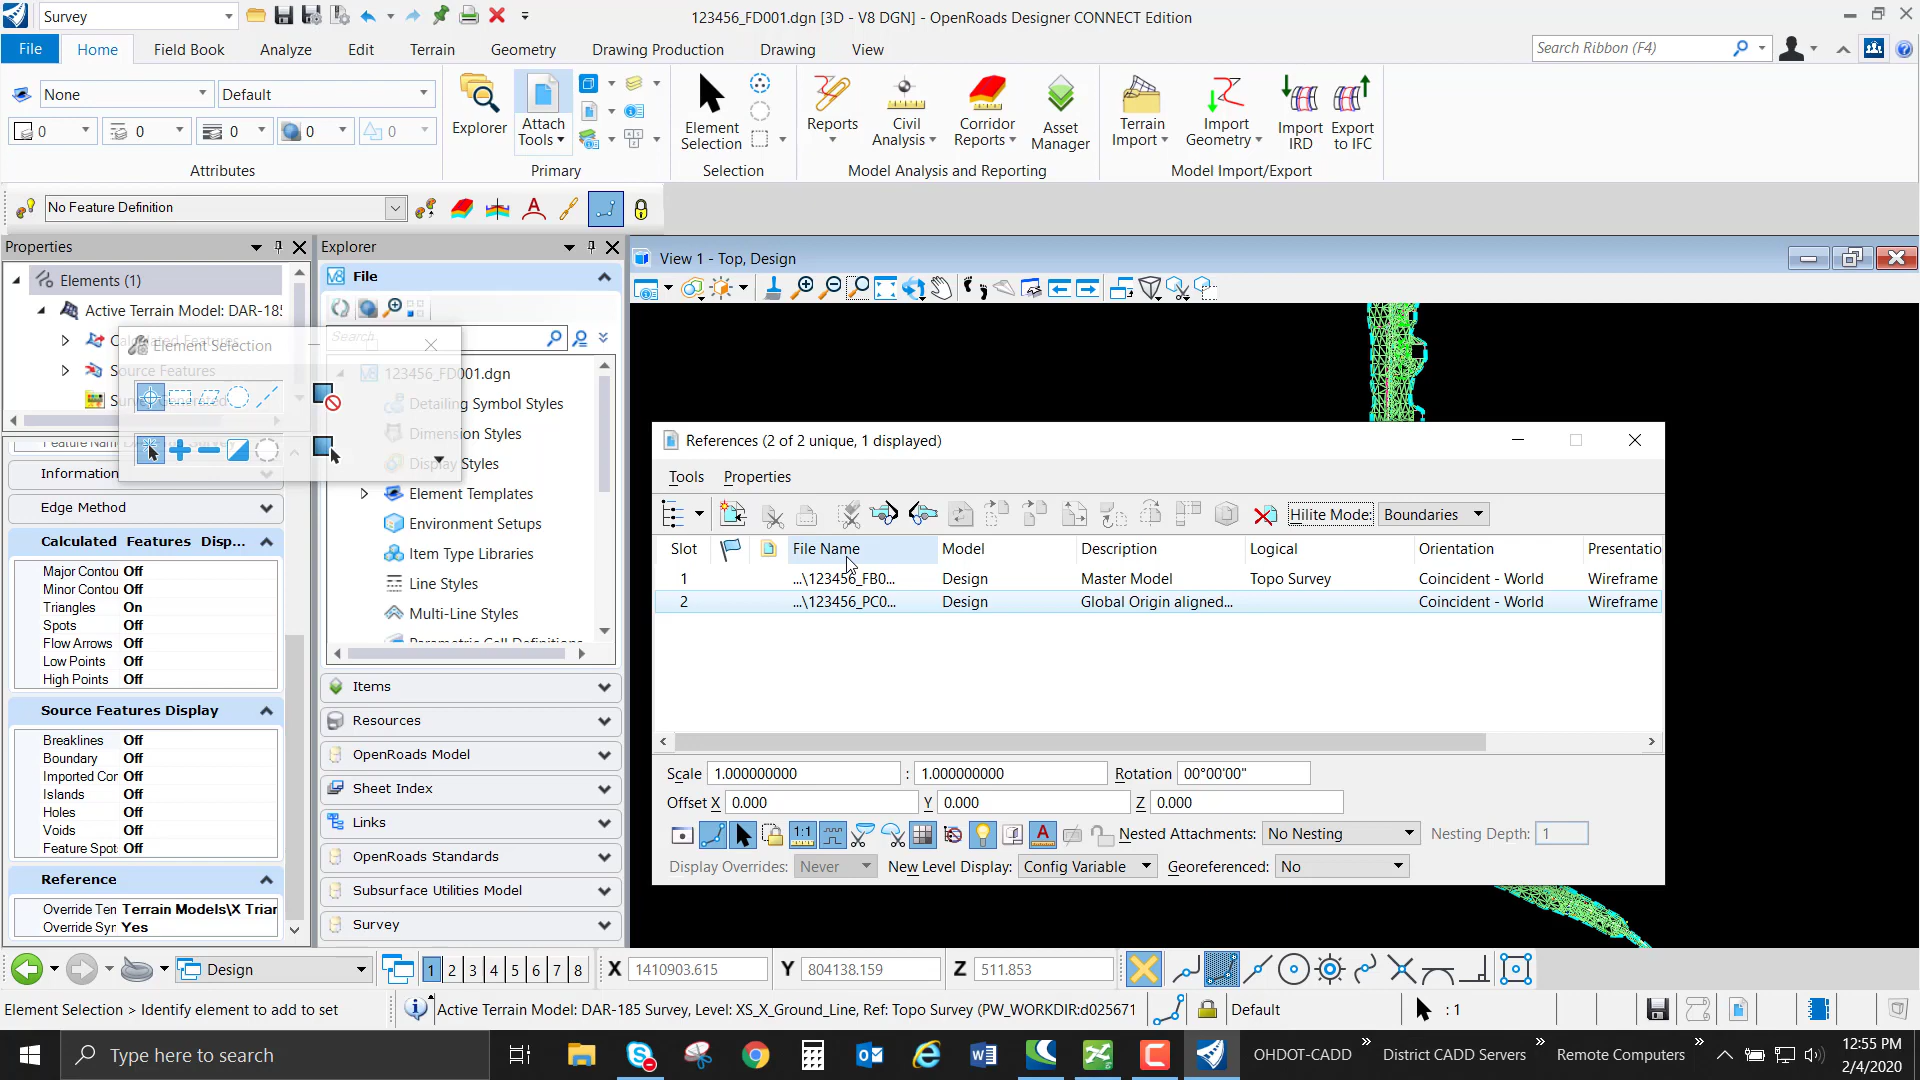 Survey
123456_FD001.dgn [3D - V8 DGN] - OpenRoads Designer CONNECT Edition
File Home Field Book Analyze Edit Terrain Geometry Drawing Production Drawing View
Search Ribbon (F4)
None Default
0 0 0 0 0
Attributes
Explorer
Attach Tools
Primary
Element Selection
Selection
Reports
Civil Analysis
Corridor Reports
Asset Manager
Model Analysis and Reporting
Terrain Import
Import Geometry
Import IRD
Export to IFC
Model Import/Export
No Feature Definition
Properties
Elements (1)
Active Terrain Model: DAR-185
Source Features
Element Selection
Information
Edge Method
Calculated Features Disp...
Major Contou Off
Minor Contou Off
Triangles On
Spots Off
Flow Arrows Off
Low Points Off
High Points Off
Source Features Display
Breaklines Off
Boundary Off
Imported Cor Off
Islands Off
Holes Off
Voids Off
Feature Spot Off
Reference
Override Ten Terrain Models\X Triar
Override Syr Yes
Explorer
File
Search
123456_FD001.dgn
Detailing Symbol Styles
Dimension Styles
Display Styles
Element Templates
Environment Setups
Item Type Libraries
Line Styles
Multi-Line Styles
Parametric Cell Definitions
Items
Resources
OpenRoads Model
Sheet Index
Links
OpenRoads Standards
Subsurface Utilities Model
Survey
View 1 - Top, Design
References (2 of 2 unique, 1 displayed)
Tools Properties
Hilite Mode: Boundaries
Slot File Name Model Description Logical Orientation Presentatio
1 ...\123456_FB0... Design Master Model Topo Survey Coincident - World Wireframe
2 ...\123456_PC0... Design Global Origin aligned... Coincident - World Wireframe
Scale 1.000000000 : 1.000000000 Rotation 00°00'00"
Offset X 0.000 Y 0.000 Z 0.000
1:1 Nested Attachments: No Nesting Nesting Depth: 1
Display Overrides: Never New Level Display: Config Variable Georeferenced: No
Design 1 2 3 4 5 6 7 8 X 1410903.615 Y 804138.159 Z 511.853
Element Selection > Identify element to add to set
Active Terrain Model: DAR-185 Survey, Level: XS_X_Ground_Line, Ref: Topo Survey (PW_WORKDIR:d025671
Default
: 1
Type here to search
OHDOT-CADD » District CADD Servers » Remote Computers »
12:55 PM
2/4/2020